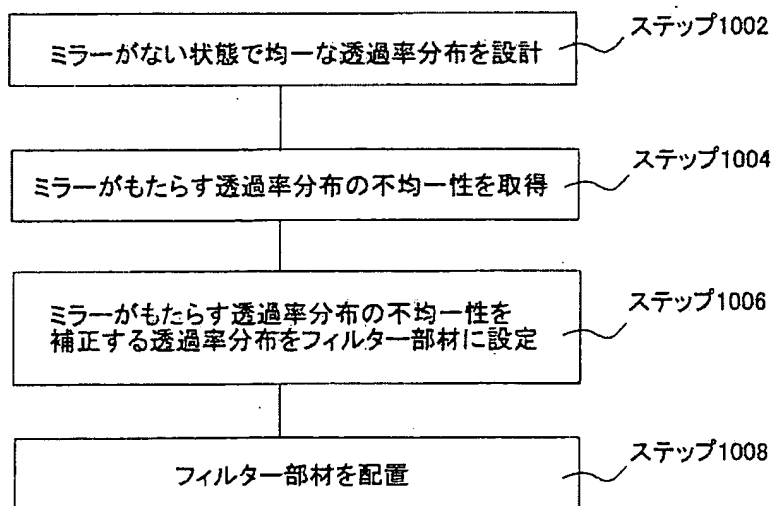 ミラーがない状態で均一な透過率分布を設計
ステップ1002
ミラーがもたらす透過率分布の不均一性を取得
ステップ1004
ミラーがもたらす透過率分布の不均一性を
補正する透過率分布をフィルター部材に設定
ステップ1006
フィルター部材を配置
ステップ1008